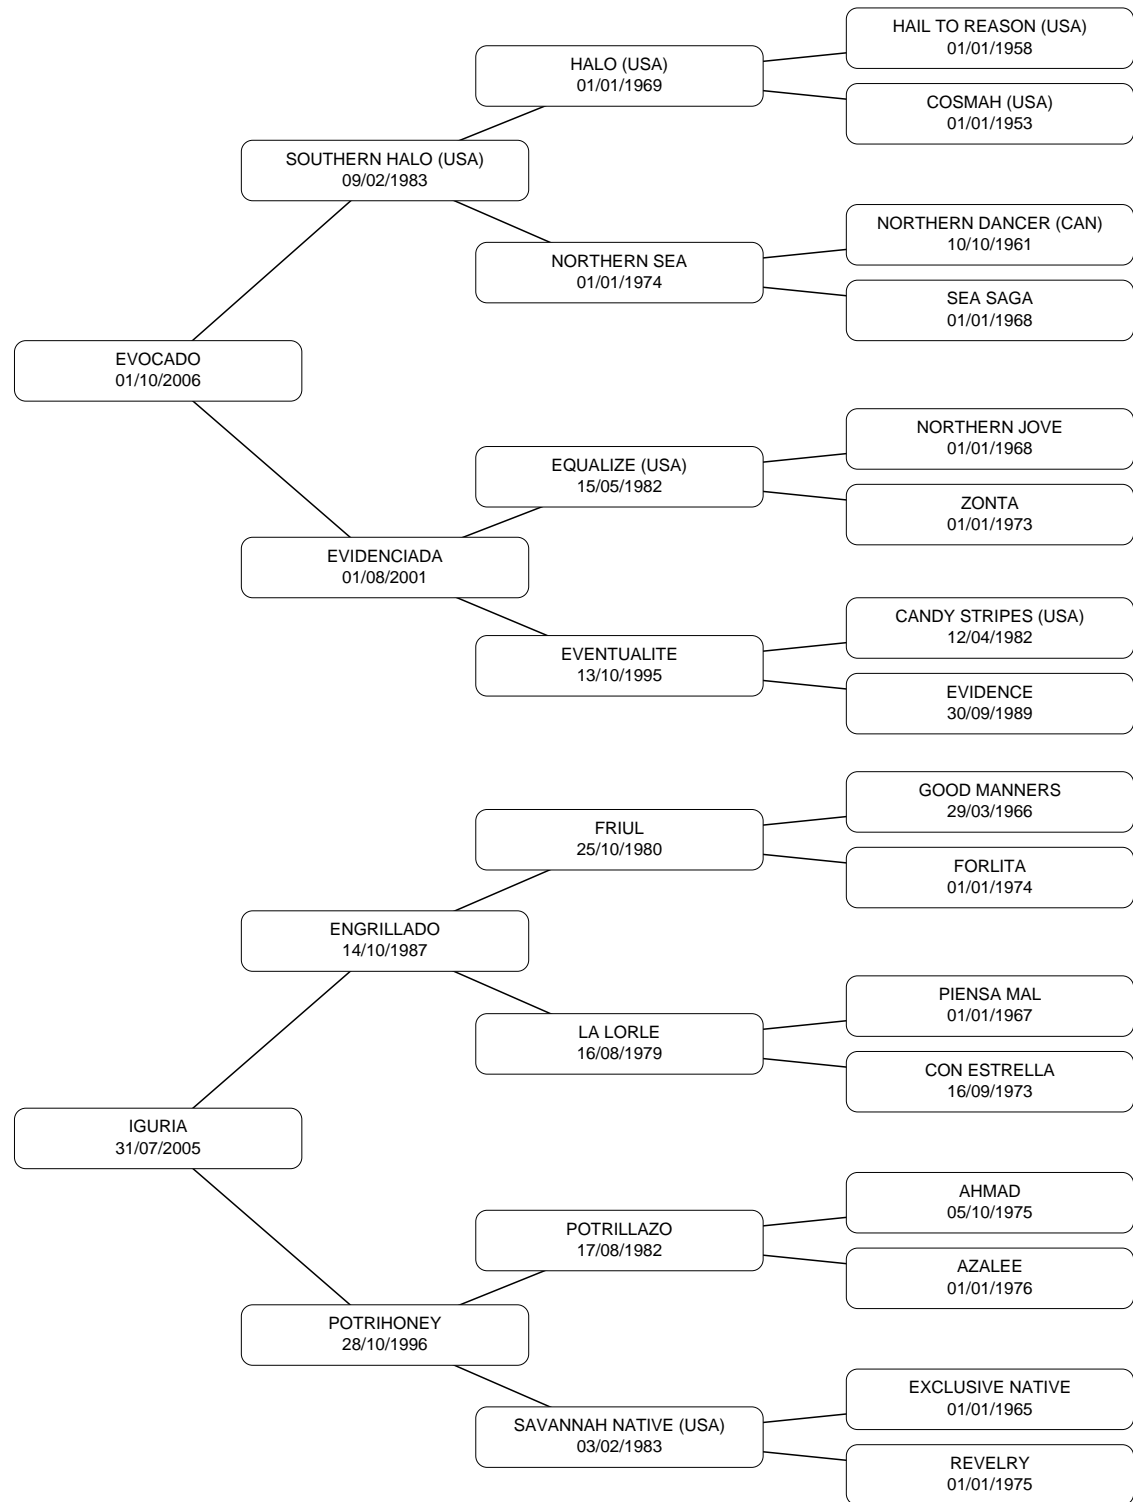 HAIL TO REASON (USA)
01/01/1958
HALO (USA)
01/01/1969
COSMAH (USA)
01/01/1953
SOUTHERN HALO (USA)
09/02/1983
NORTHERN DANCER (CAN)
10/10/1961
NORTHERN SEA
01/01/1974
SEA SAGA
01/01/1968
EVOCADO
01/10/2006
NORTHERN JOVE
01/01/1968
EQUALIZE (USA)
15/05/1982
ZONTA
01/01/1973
EVIDENCIADA
01/08/2001
CANDY STRIPES (USA)
12/04/1982
EVENTUALITE
13/10/1995
EVIDENCE
30/09/1989
GOOD MANNERS
29/03/1966
FRIUL
25/10/1980
FORLITA
01/01/1974
ENGRILLADO
14/10/1987
PIENSA MAL
01/01/1967
LA LORLE
16/08/1979
CON ESTRELLA
16/09/1973
IGURIA
31/07/2005
AHMAD
05/10/1975
POTRILLAZO
17/08/1982
AZALEE
01/01/1976
POTRIHONEY
28/10/1996
EXCLUSIVE NATIVE
01/01/1965
SAVANNAH NATIVE (USA)
03/02/1983
REVELRY
01/01/1975